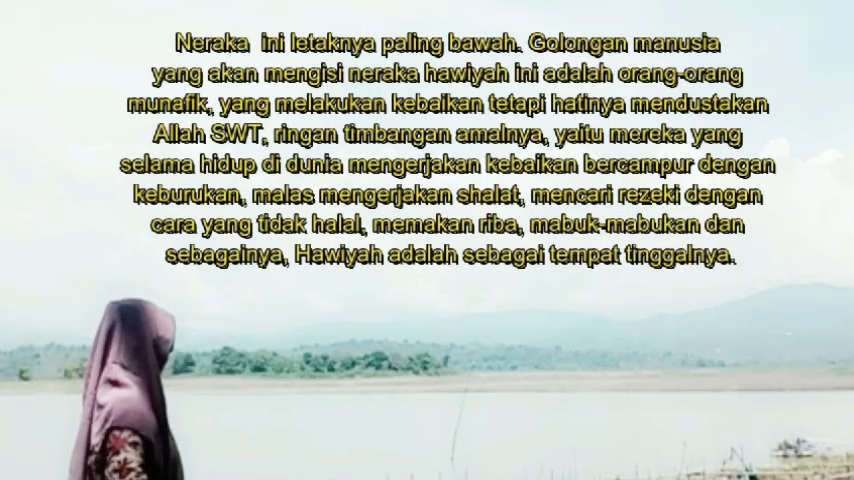 Neraka  ini letaknya paling bawah. Golongan manusia
yang akan mengisi neraka hawiyah ini adalah orang-orang
munafik, yang melakukan kebaikan tetapi hatinya mendustakan
Allah SWT, ringan timbangan amalnya, yaitu mereka yang
selama hidup di dunia mengerjakan kebaikan bercampur dengan
keburukan, malas mengerjakan shalat, mencari rezeki dengan
cara yang tidak halal, memakan riba, mabuk-mabukan dan
sebagainya, Hawiyah adalah sebagai tempat tinggalnya.